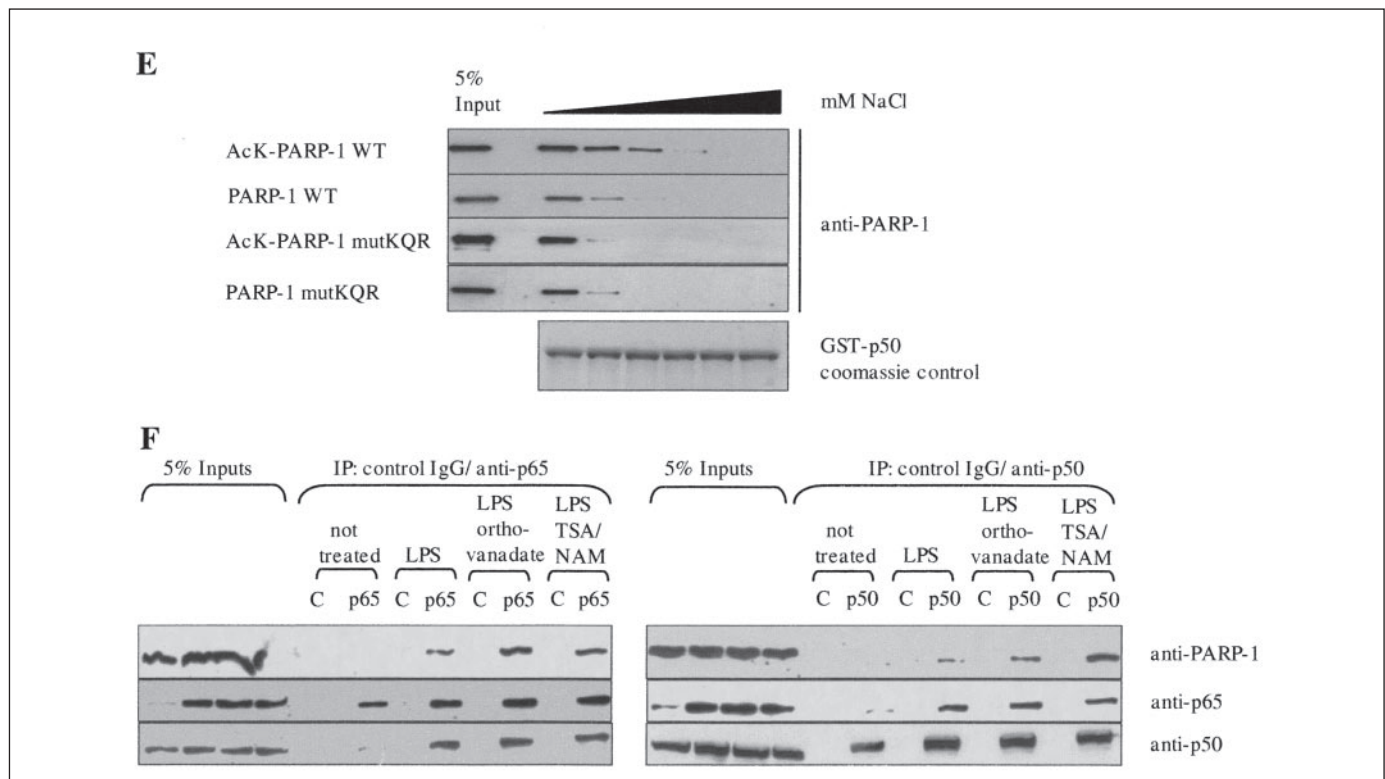 E
5%
Input
mM NaCl
AcK-PARP-1 WT
PARP-1 WT
AcK-PARP-1 mutKQR
PARP-1 mutKQR
anti-PARP-1
GST-p50
coomassie control
F
5% Inputs
IP: control IgG/ anti-p65
not
treated
LPS
LPS
ortho-
vanadate
LPS
TSA/
NAM
C p65 C p65 C p65 C p65
5% Inputs
IP: control IgG/ anti-p50
not
treated
LPS
LPS
ortho-
vanadate
LPS
TSA/
NAM
C p50 C p50 C p50 C p50
anti-PARP-1
anti-p65
anti-p50